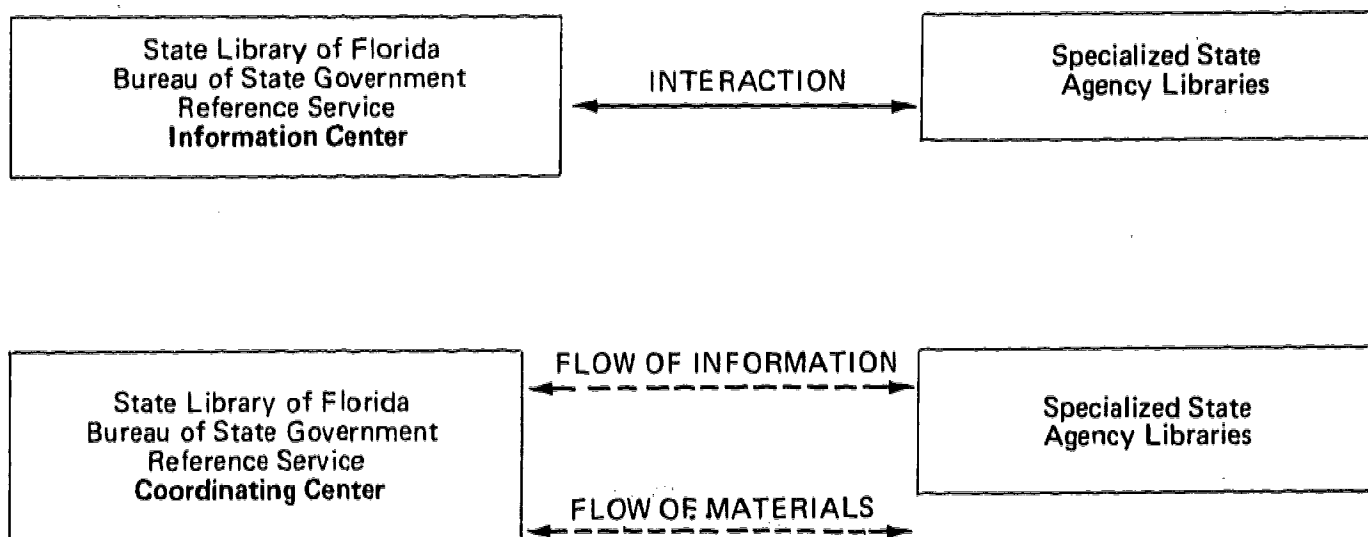 State Library of Florida
Bureau of State Government
Reference Service
Information Center
INTERACTION
Specialized State
Agency Libraries
State Library of Florida
Bureau of State Government
Reference Service
Coordinating Center
FLOW OF INFORMATION
FLOW OF MATERIALS
Specialized State
Agency Libraries